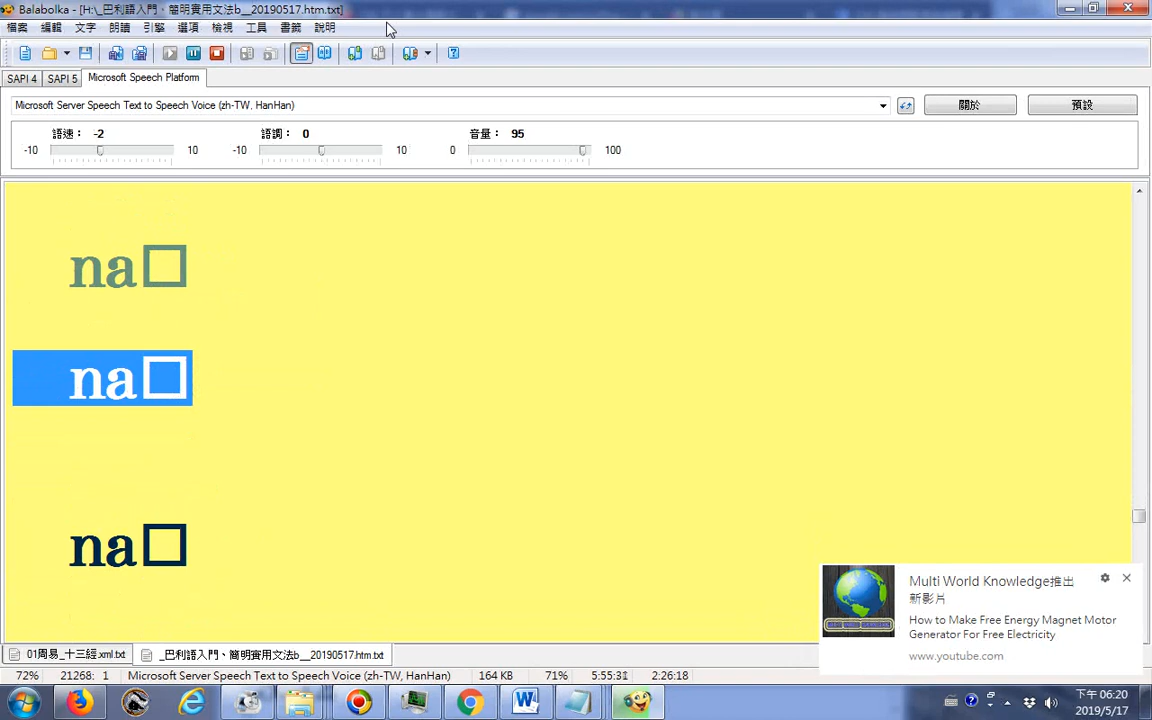 Balabolka - [H:\_巴利語入門、簡明實用文法b__20190517.htm.txt]
檔案 編輯 文字 朗讀 引擎 選項 檢視 工具 書籤 說明
SAPI 4 SAPI 5 Microsoft Speech Platform
Microsoft Server Speech Text to Speech Voice (zh-TW, HanHan)
關於 預設
語速： -2 語調： 0 音量： 95
-10 10 -10 10 0 100
na□
na□
na□
Multi World Knowledge推出
新影片
How to Make Free Energy Magnet Motor
Generator For Free Electricity
www.youtube.com
01周易_十三經.xml.txt _巴利語入門、簡明實用文法b__20190517.htm.txt
72% 21268: 1 Microsoft Server Speech Text to Speech Voice (zh-TW, HanHan) 164 KB 71% 5:55:31 2:26:18
下午 06:20
2019/5/17